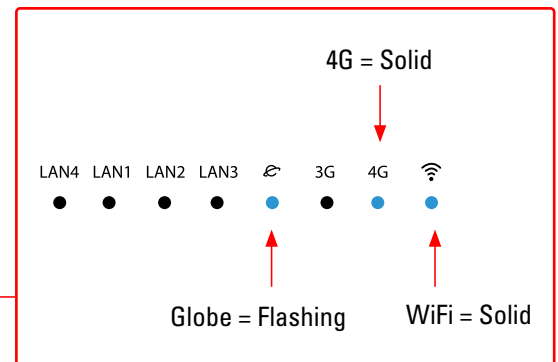 4G = Solid
LAN4 LAN1 LAN2 LAN3 3G 4G
Globe = Flashing
WiFi = Solid